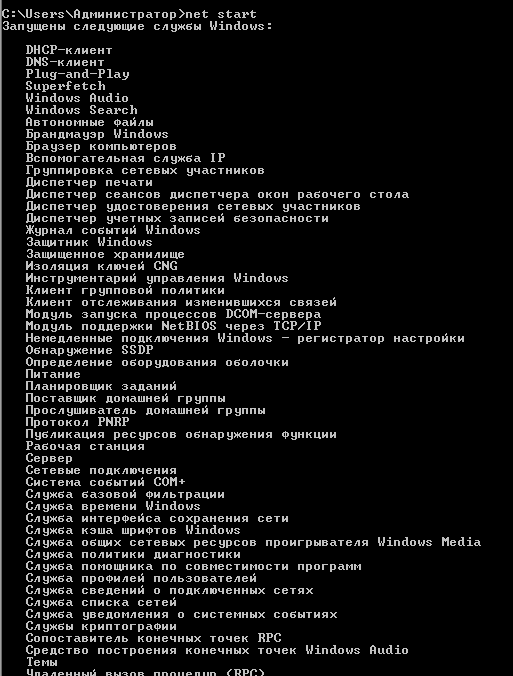 C:\Users\Администратор>net start
Запущены следующие службы Windows:
DHCP-клиент
DNS-клиент
Plug-and-Play
Superfetch
Windows Audio
Windows Search
Автономные файлы
Брандмауэр Windows
Браузер компьютеров
Вспомогательная служба IP
Группировка сетевых участников
Диспетчер печати
Диспетчер сеансов диспетчера окон рабочего стола
Диспетчер удостоверения сетевых участников
Диспетчер учетных записей безопасности
Журнал событий Windows
Защитник Windows
Защищенное хранилище
Изоляция ключей CNG
Инструментарий управления Windows
Клиент групповой политики
Клиент отслеживания изменившихся связей
Модуль запуска процессов DCOM-сервера
Модуль поддержки NetBIOS через TCP/IP
Немедленные подключения Windows - регистратор настройки
Обнаружение SSDP
Определение оборудования оболочки
Питание
Планировщик заданий
Поставщик домашней группы
Прослушиватель домашней группы
Протокол PNRP
Публикация ресурсов обнаружения функции
Рабочая станция
Сервер
Сетевые подключения
Система событий COM+
Служба базовой фильтрации
Служба времени Windows
Служба интерфейса сохранения сети
Служба кэша шрифтов Windows
Служба общих сетевых ресурсов проигрывателя Windows Media
Служба политики диагностики
Служба помощника по совместимости программ
Служба профилей пользователей
Служба сведений о подключенных сетях
Служба списка сетей
Служба уведомления о системных событиях
Службы криптографии
Сопоставитель конечных точек RPC
Средство построения конечных точек Windows Audio
Темы
Удаленный вызов процедур (RPC)